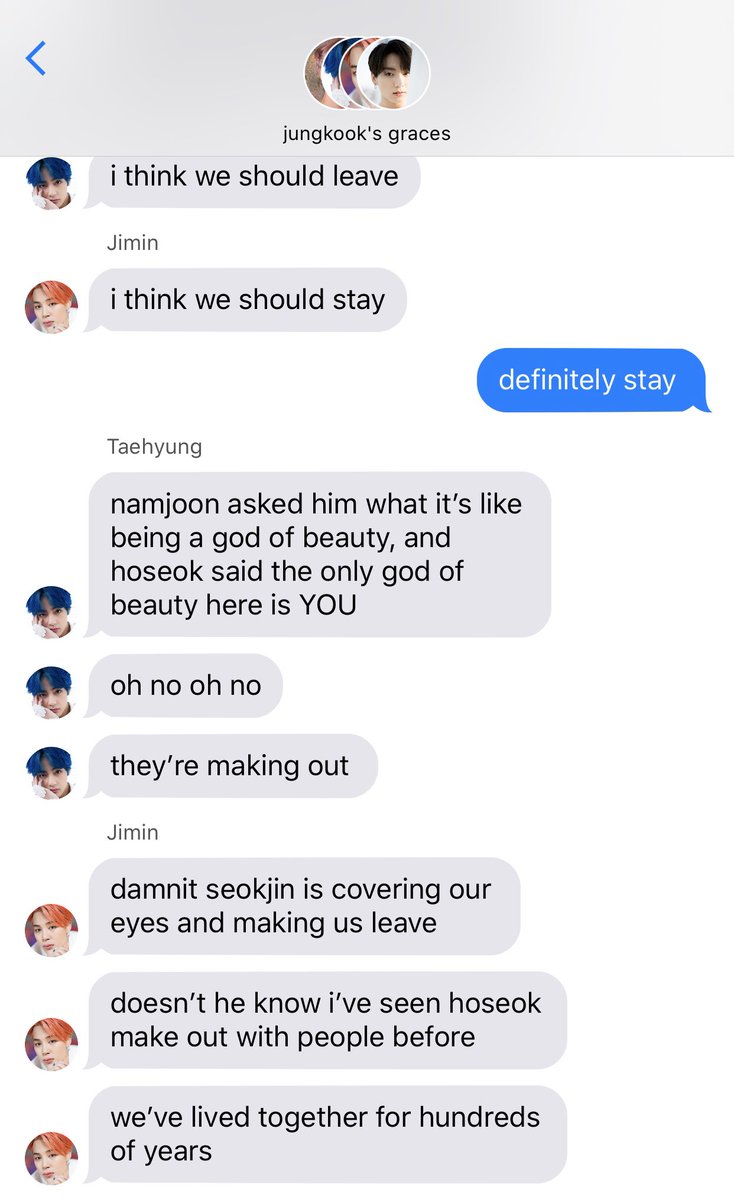 jungkook's graces
i think we should leave
Jimin
i think we should stay
definitely stay
Taehyung
namjoon asked him what it’s like
being a god of beauty, and
hoseok said the only god of
beauty here is YOU
oh no oh no
they’re making out
Jimin
damnit seokjin is covering our
eyes and making us leave
doesn’t he know i’ve seen hoseok
make out with people before
we’ve lived together for hundreds
of years